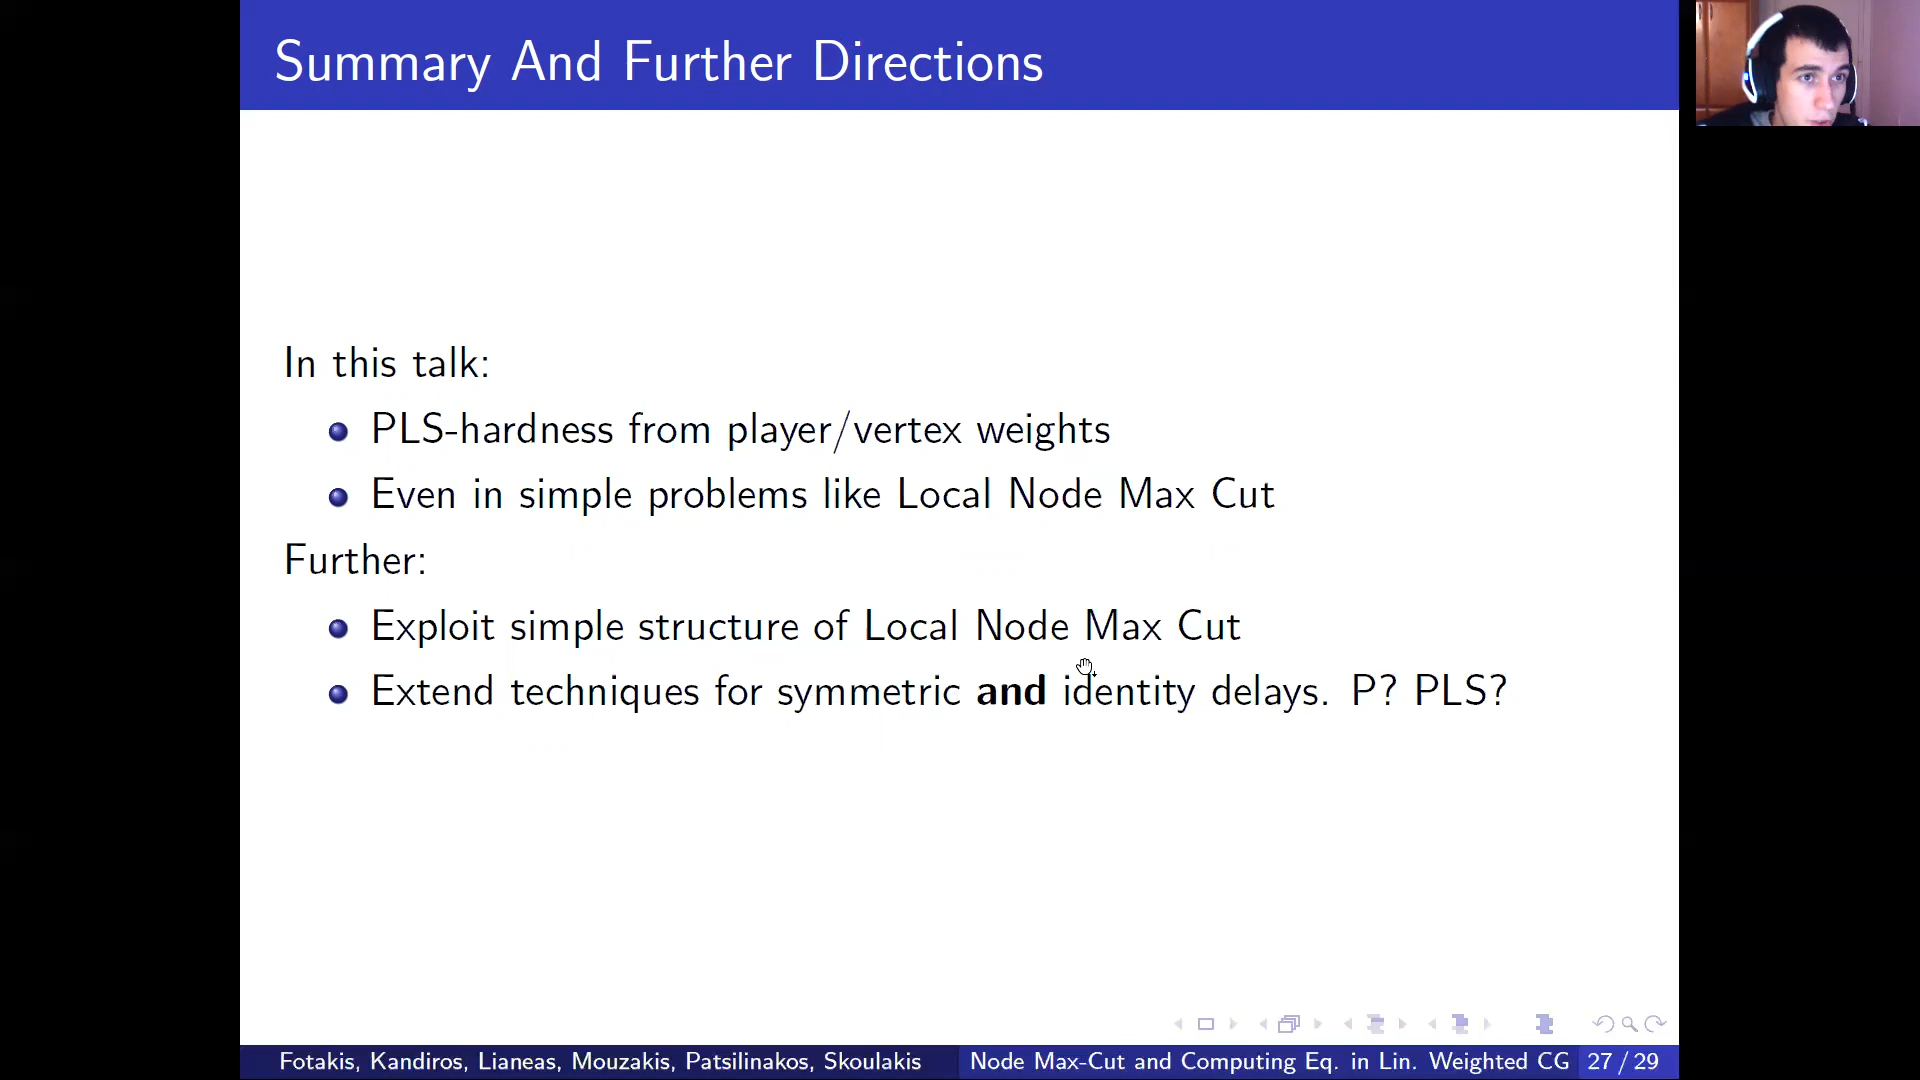 Summary And Further Directions
In this talk:
PLS-hardness from player/vertex weights
Even in simple problems like Local Node Max Cut
Further:
Exploit simple structure of Local Node Max Cut
Extend techniques for symmetric and identity delays. P? PLS?
Fotakis, Kandiros, Lianeas, Mouzakis, Patsilinakos, Skoulakis
Node Max-Cut and Computing Eq. in Lin. Weighted CG
27 / 29